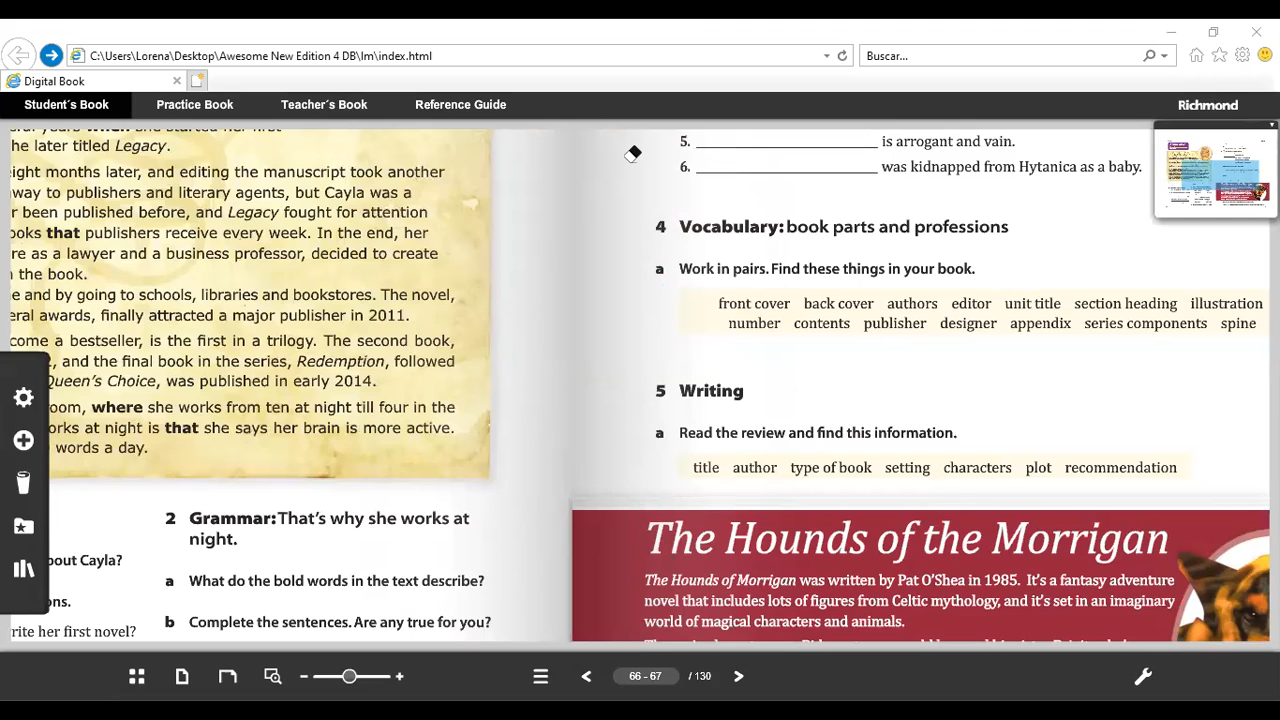 C:\Users\Lorena\Desktop\Awesome New Edition 4 DB\Im\index.html
Buscar...
Digital Book
Student´s Book Practice Book Teacher´s Book Reference Guide
Richmond
he later titled Legacy.
eight months later, and editing the manuscript took another
way to publishers and literary agents, but Cayla was a
r been published before, and Legacy fought for attention
ooks that publishers receive every week. In the end, her
re as a lawyer and a business professor, decided to create
n the book.
e and by going to schools, libraries and bookstores. The novel,
eral awards, finally attracted a major publisher in 2011.
come a bestseller, is the first in a trilogy. The second book,
, and the final book in the series, Redemption, followed
Queen's Choice, was published in early 2014.
oom, where she works from ten at night till four in the
orks at night is that she says her brain is more active.
words a day.
bout Cayla?
ons.
rite her first novel?
2 Grammar: That's why she works at
night.
a What do the bold words in the text describe?
b Complete the sentences. Are any true for you?
5. ____________________ is arrogant and vain.
6. ____________________ was kidnapped from Hytanica as a baby.
4 Vocabulary: book parts and professions
a Work in pairs. Find these things in your book.
front cover back cover authors editor unit title section heading illustration
number contents publisher designer appendix series components spine
5 Writing
a Read the review and find this information.
title author type of book setting characters plot recommendation
The Hounds of the Morrigan
The Hounds of Morrigan was written by Pat O'Shea in 1985. It's a fantasy adventure
novel that includes lots of figures from Celtic mythology, and it's set in an imaginary
world of magical characters and animals.
66 - 67 / 130